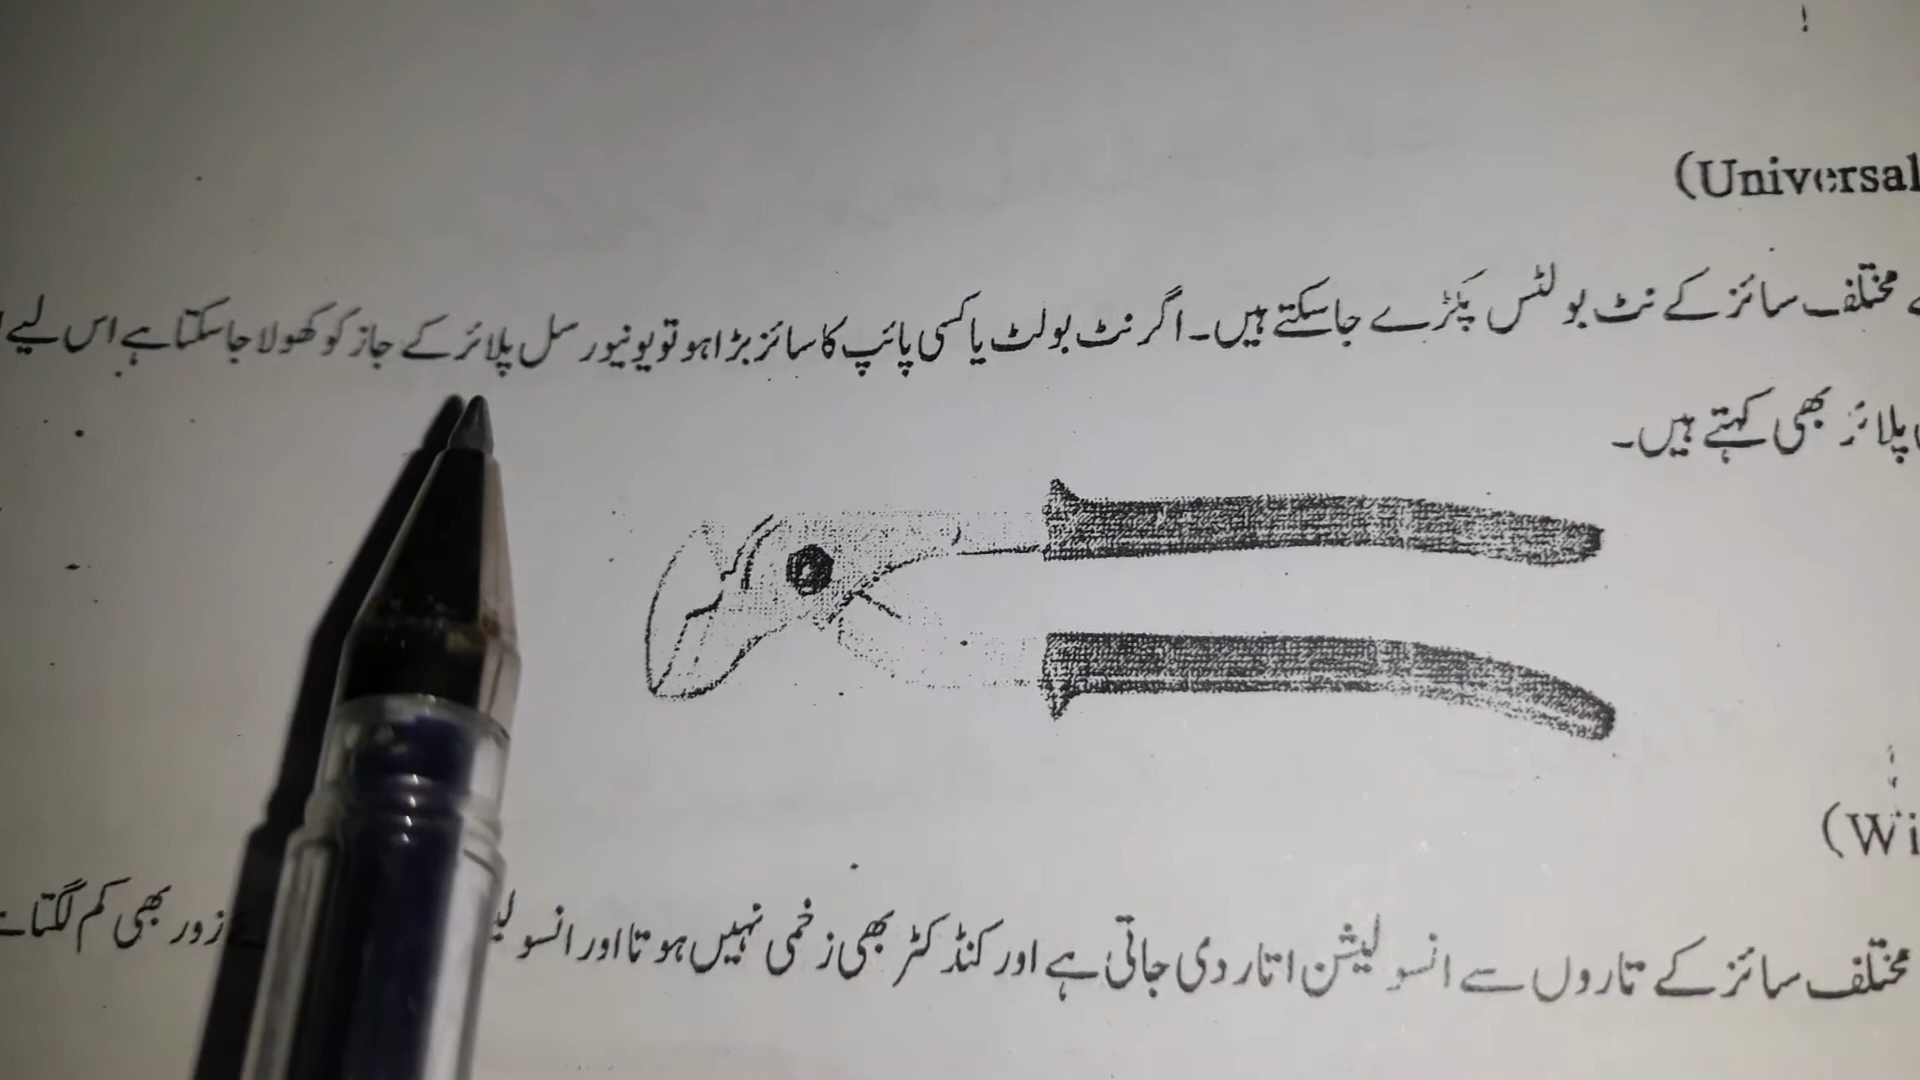 (Universal
مختلف سائز کے نٹ بولٹس پکڑے جاسکتے ہیں۔ اگر نٹ بولٹ یا کسی پائپ کا سائز بڑا ہو تو یونیورسل پلائر کے جاز کو کھولا جاسکتا ہے اس لیے
پلائر بھی کہتے ہیں۔
(Wi
مختلف سائز کے تاروں سے انسولیشن اتار دی جاتی ہے اور کنڈکٹر بھی زخمی نہیں ہوتا اور زور بھی کم لگتا